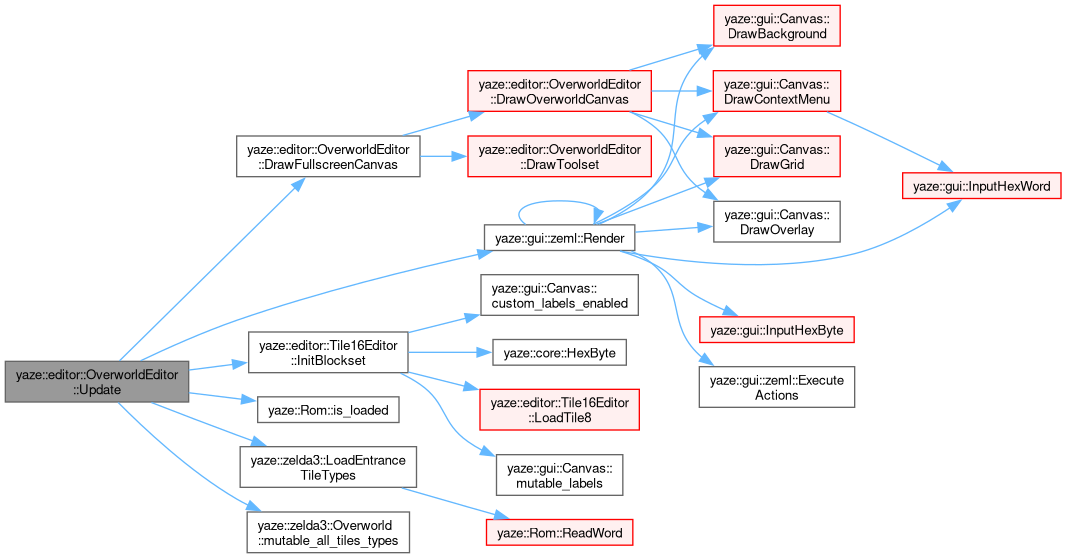 yaze::editor::OverworldEditor
::Update
yaze::editor::OverworldEditor
::DrawFullscreenCanvas
yaze::editor::OverworldEditor
::DrawOverworldCanvas
yaze::editor::OverworldEditor
::DrawToolset
yaze::gui::zeml::Render
yaze::gui::Canvas::
DrawBackground
yaze::gui::Canvas::
DrawContextMenu
yaze::gui::Canvas::
DrawGrid
yaze::gui::Canvas::
DrawOverlay
yaze::gui::InputHexWord
yaze::gui::InputHexByte
yaze::gui::zeml::Execute
Actions
yaze::editor::Tile16Editor
::InitBlockset
yaze::gui::Canvas::
custom_labels_enabled
yaze::core::HexByte
yaze::editor::Tile16Editor
::LoadTile8
yaze::gui::Canvas::
mutable_labels
yaze::Rom::is_loaded
yaze::zelda3::LoadEntrance
TileTypes
yaze::Rom::ReadWord
yaze::zelda3::Overworld
::mutable_all_tiles_types